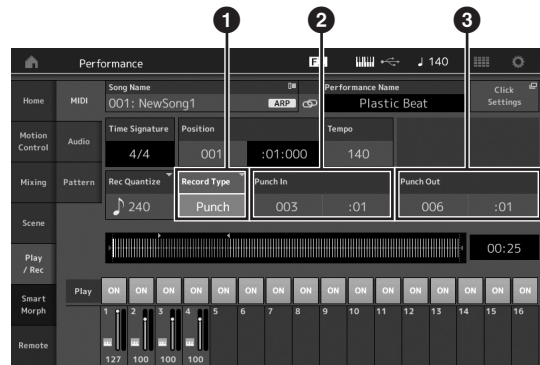 1 2 3
Performance 140
Home MIDI Song Name Performance Name Click Settings
001: NewSong1 ARP Plastic Beat
Motion Control Audio Time Signature Position Tempo
4/4 001 :01:000 140
Mixing Pattern Rec Quantize Record Type Punch In Punch Out
240 Punch 003 :01 006 :01
Scene
Play / Rec 00:25
Smart Morph Play ON ON ON ON ON ON ON ON ON ON ON ON ON ON ON ON
1 2 3 4 5 6 7 8 9 10 11 12 13 14 15 16
Remote 127 100 100 100